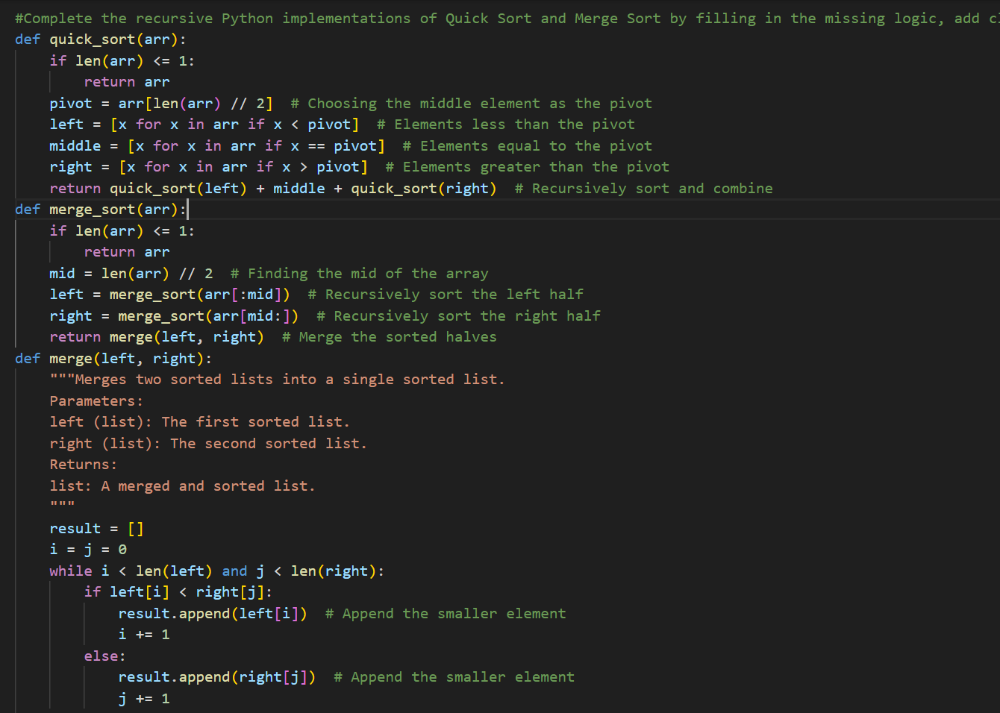 #Complete the recursive Python implementations of Quick Sort and Merge Sort by filling in the missing logic, add
def quick_sort(arr):
    if len(arr) <= 1:
        return arr
    pivot = arr[len(arr) // 2]  # Choosing the middle element as the pivot
    left = [x for x in arr if x < pivot]  # Elements less than the pivot
    middle = [x for x in arr if x == pivot]  # Elements equal to the pivot
    right = [x for x in arr if x > pivot]  # Elements greater than the pivot
    return quick_sort(left) + middle + quick_sort(right)  # Recursively sort and combine
def merge_sort(arr):
    if len(arr) <= 1:
        return arr
    mid = len(arr) // 2  # Finding the mid of the array
    left = merge_sort(arr[:mid])  # Recursively sort the left half
    right = merge_sort(arr[mid:])  # Recursively sort the right half
    return merge(left, right)  # Merge the sorted halves
def merge(left, right):
    """Merges two sorted lists into a single sorted list.
    Parameters:
    left (list): The first sorted list.
    right (list): The second sorted list.
    Returns:
    list: A merged and sorted list.
    """
    result = []
    i = j = 0
    while i < len(left) and j < len(right):
        if left[i] < right[j]:
            result.append(left[i])  # Append the smaller element
            i += 1
        else:
            result.append(right[j])  # Append the smaller element
            j += 1